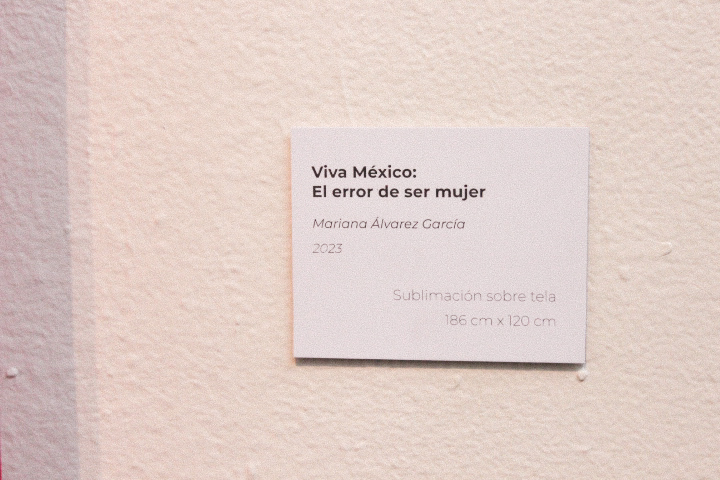 Viva México:
El error de ser mujer
Mariana Álvarez García
2023
Sublimación sobre tela
186 cm x 120 cm